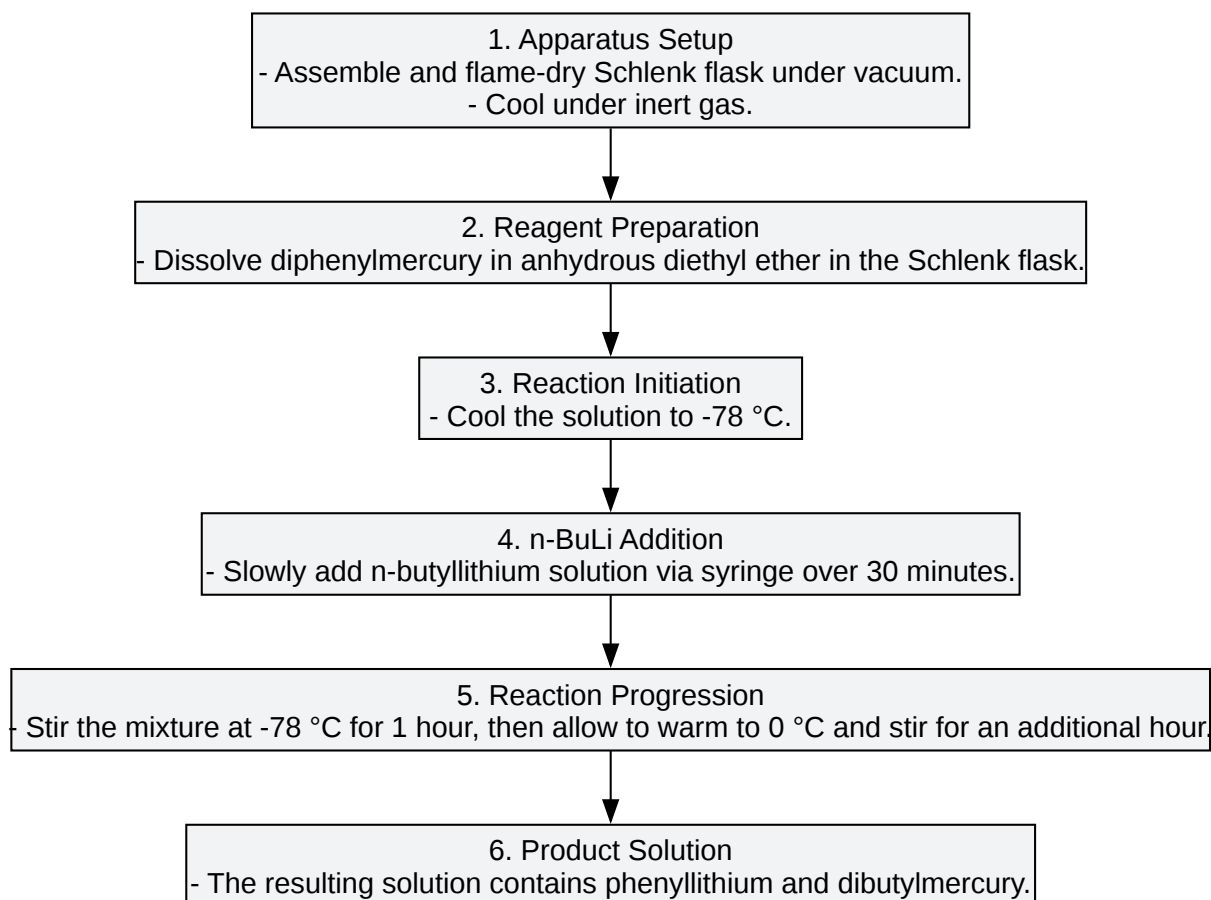 1. Apparatus Setup
- Assemble and flame-dry Schlenk flask under vacuum.
- Cool under inert gas.
2. Reagent Preparation
- Dissolve diphenylmercury in anhydrous diethyl ether in the Schlenk flask.
3. Reaction Initiation
- Cool the solution to -78 °C.
4. n-BuLi Addition
- Slowly add n-butyllithium solution via syringe over 30 minutes.
5. Reaction Progression
- Stir the mixture at -78 °C for 1 hour, then allow to warm to 0 °C and stir for an additional hour.
6. Product Solution
- The resulting solution contains phenyllithium and dibutylmercury.